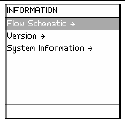 INFORMATION
Flow Schematic →
Version →
System Information →